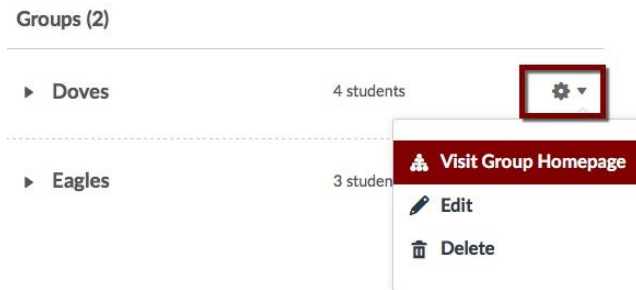 Groups (2)
Doves 4 students
Visit Group Homepage
Eagles 3 studen
Edit
Delete